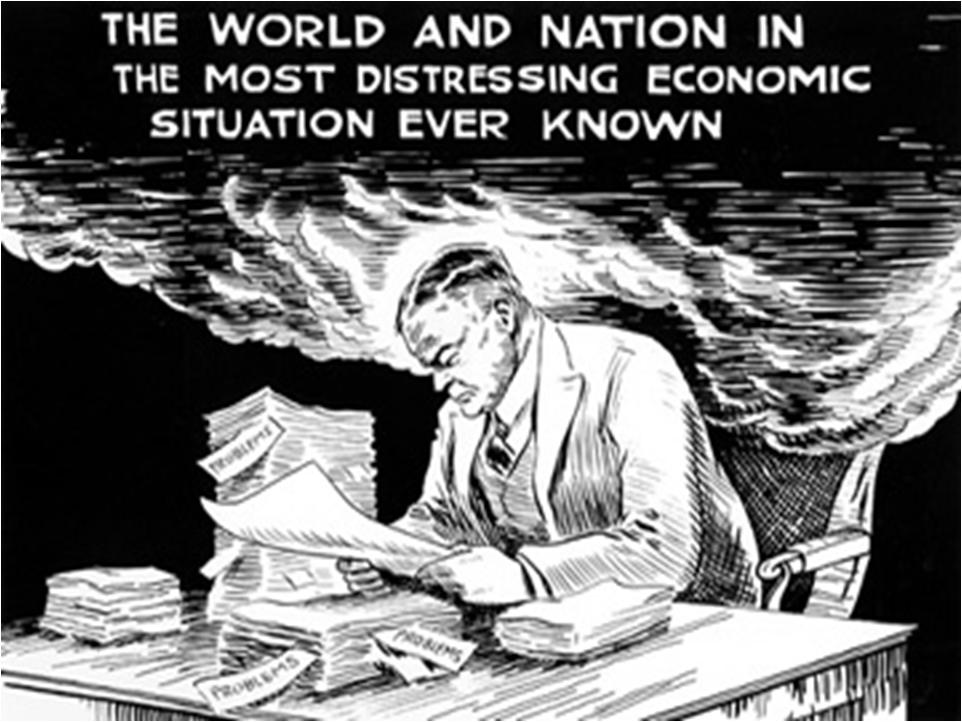 THE WORLD AND NATION IN
THE MOST DISTRESSING ECONOMIC
SITUATION EVER KNOWN
PROBLEMS
PROBLEMS
PROBLEMS